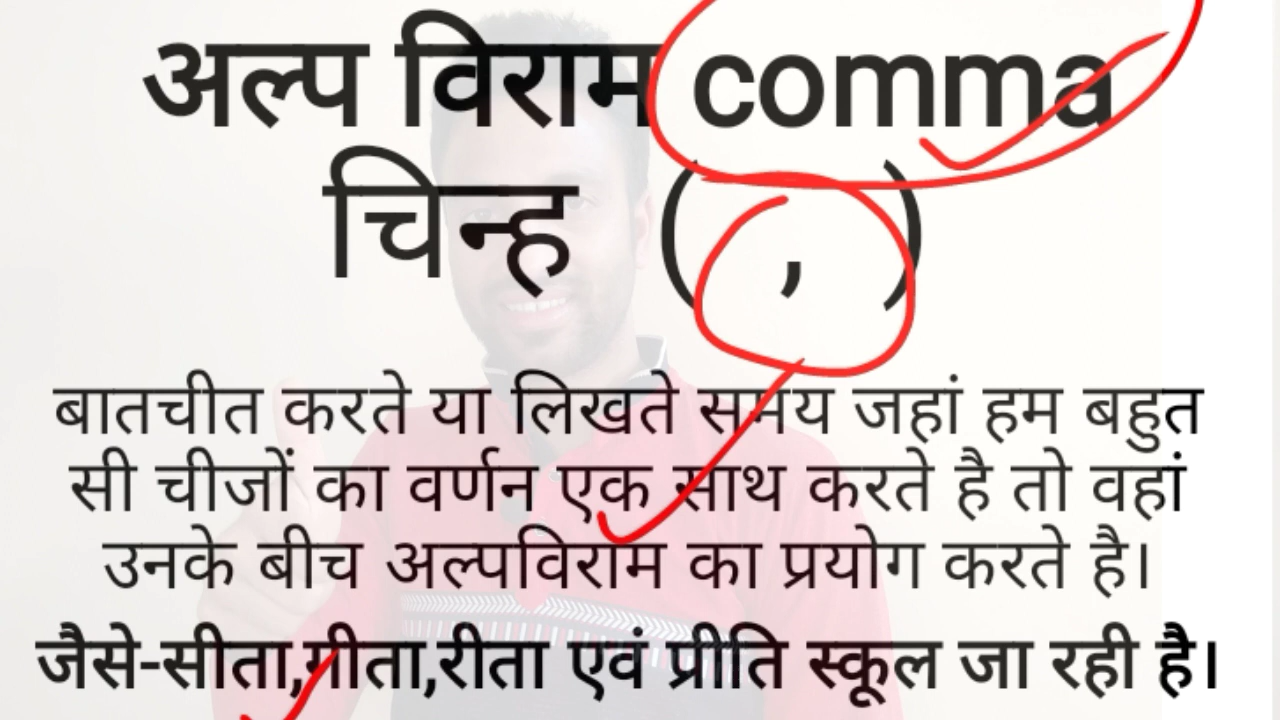 अल्प विराम comma
चिन्ह ( , )
बातचीत करते या लिखते समय जहां हम बहुत
सी चीजों का वर्णन एक साथ करते है तो वहां
उनके बीच अल्पविराम का प्रयोग करते है।
जैसे-सीता,गीता,रीता एवं प्रीति स्कूल जा रही है।